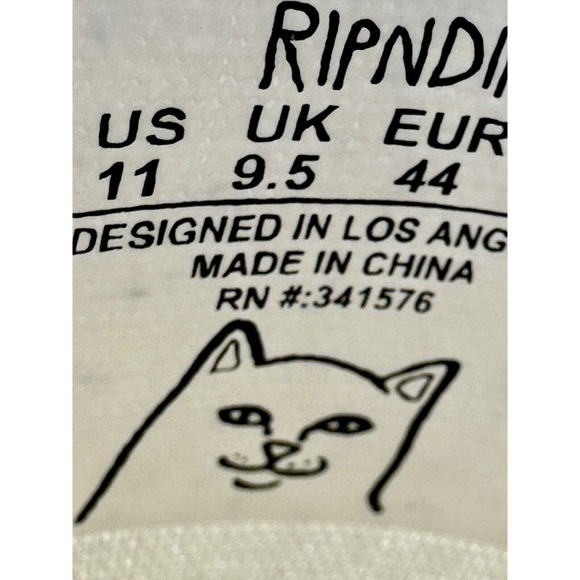 RIPNDI
US UK EUR
11 9.5 44
DESIGNED IN LOS ANG
MADE IN CHINA
RN #:341576